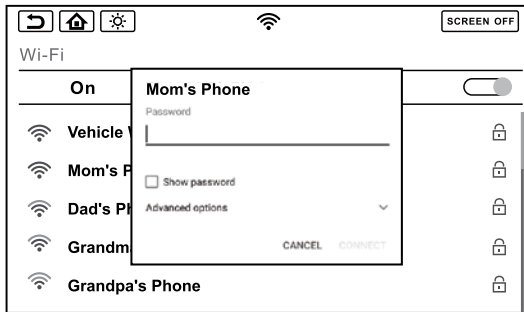 SCREEN OFF
Wi-Fi
On
Mom's Phone
Password
Vehicle
Mom's P
Show password
Dad's Ph
Advanced options
Grandm
CANCEL CONNECT
Grandpa's Phone